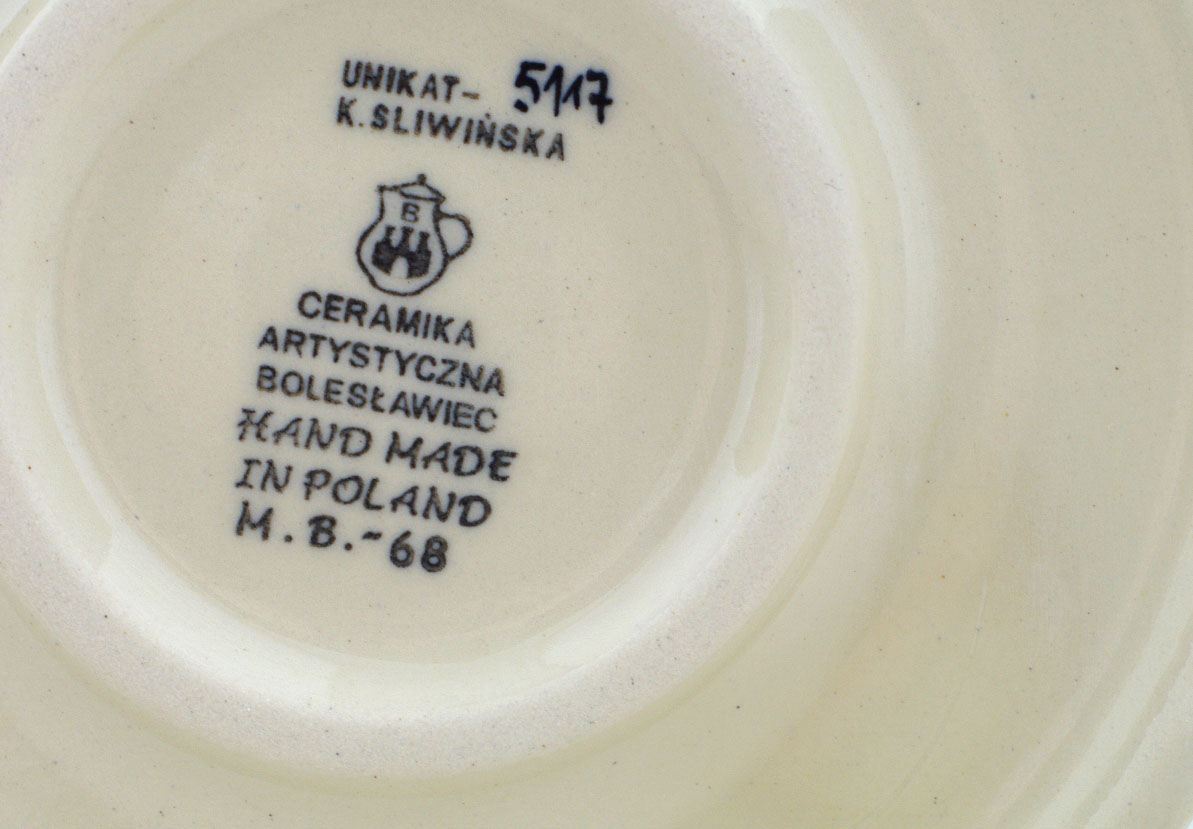 UNIKAT- 5117
K. SLIWIŃSKA
B
CERAMIKA
ARTYSTYCZNA
BOLESŁAWIEC
HAND MADE
IN POLAND
M.B.-68